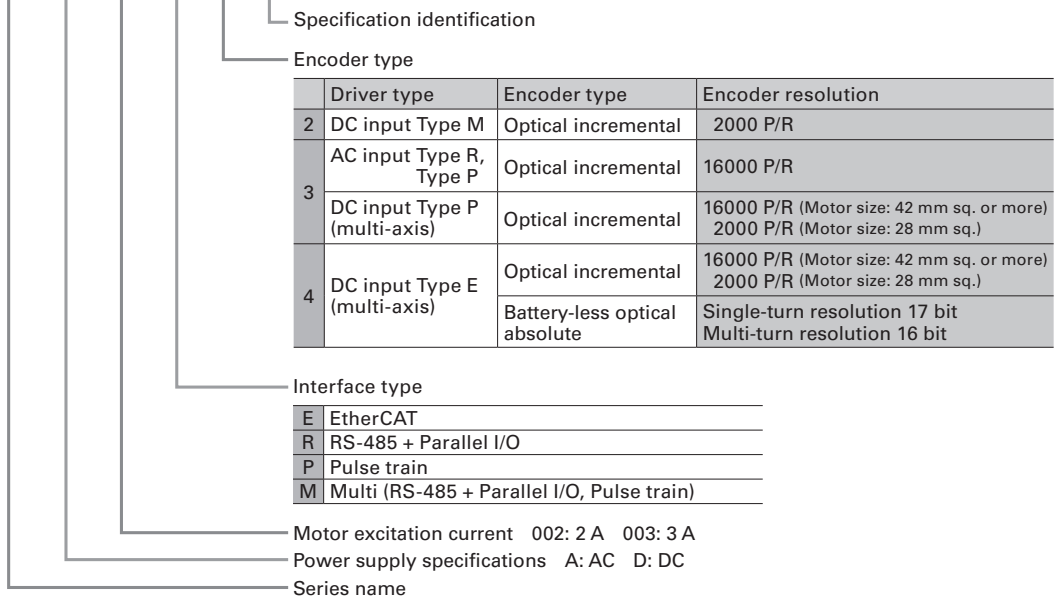 Specification identification
Encoder type
Driver type Encoder type Encoder resolution
2 DC input Type M Optical incremental 2000 P/R
3 AC input Type R,
Type P Optical incremental 16000 P/R
DC input Type P
(multi-axis) Optical incremental 16000 P/R (Motor size: 42 mm sq. or more)
2000 P/R (Motor size: 28 mm sq.)
4 DC input Type E
(multi-axis) Optical incremental 16000 P/R (Motor size: 42 mm sq. or more)
2000 P/R (Motor size: 28 mm sq.)
Battery-less optical
absolute
Single-turn resolution 17 bit
Multi-turn resolution 16 bit
Interface type
E EtherCAT
R RS-485 + Parallel I/O
P Pulse train
M Multi (RS-485 + Parallel I/O, Pulse train)
Motor excitation current 002: 2 A 003: 3 A
Power supply specifications A: AC D: DC
Series name